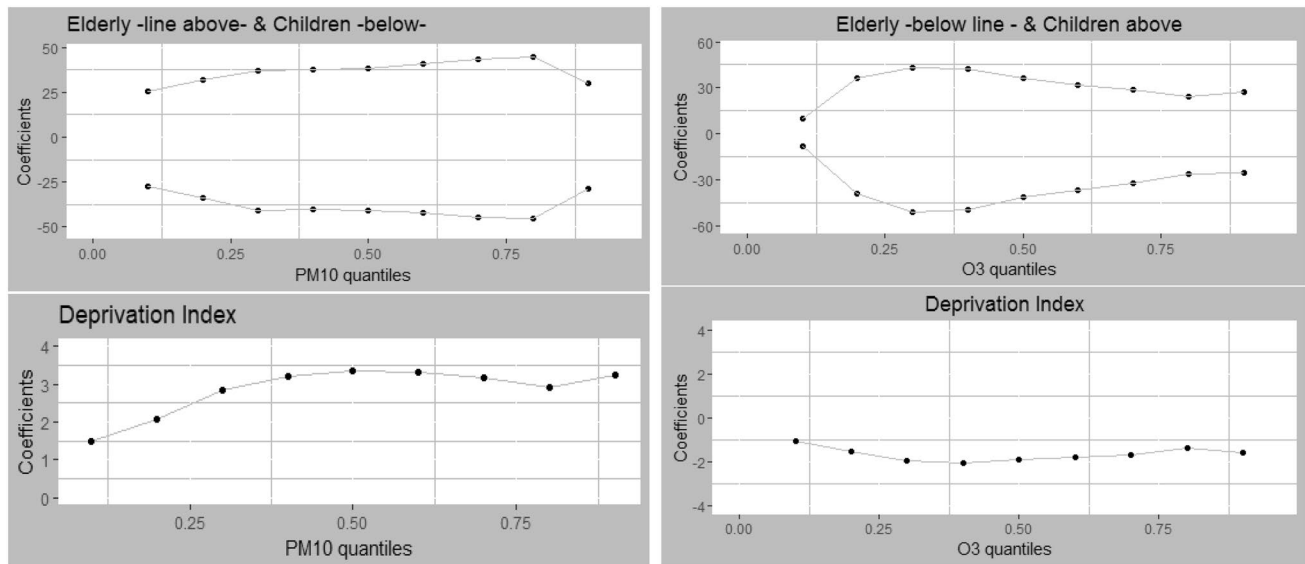 Elderly -line above- & Children -below-
50
25
0
-25
-50
Coefficients
0.00 0.25 0.50 0.75
PM10 quantiles
Elderly -below line - & Children above
60
30
0
-30
-60
Coefficients
0.00 0.25 0.50 0.75
O3 quantiles
Deprivation Index
4
3
2
1
0
Coefficients
0.25 0.50 0.75
PM10 quantiles
Deprivation Index
4
2
0
-2
-4
Coefficients
0.00 0.25 0.50 0.75
O3 quantiles